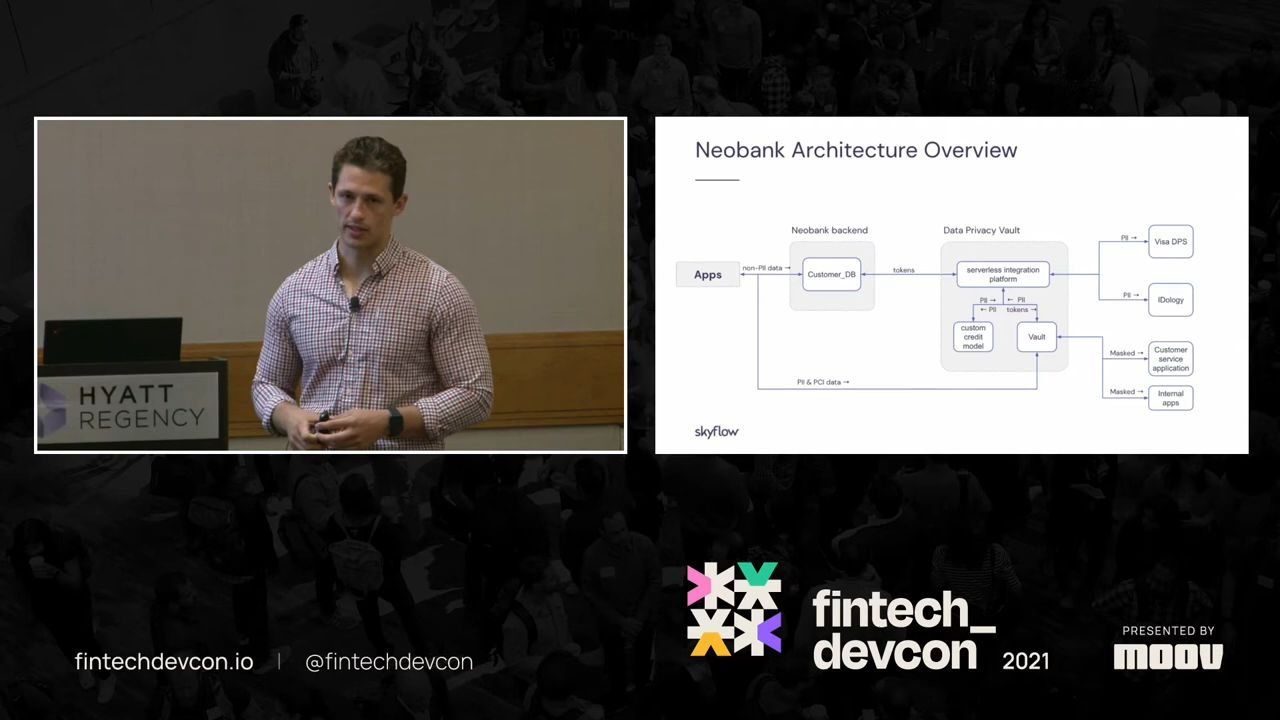 HYATT
REGENCY
Neobank Architecture Overview
Neobank backend
Data Privacy Vault
Apps
non-PII data →
Customer_DB
tokens
serverless integration
platform
PII →
← PII
← PII
tokens →
custom
credit
model
Vault
PII & PCI data →
PII →
Visa DPS
PII →
IDology
Masked →
Customer
service
application
Masked →
Internal
apps
skyflow
fintechdevcon.io | @fintechdevcon
fintech_
devcon 2021
PRESENTED BY
moov